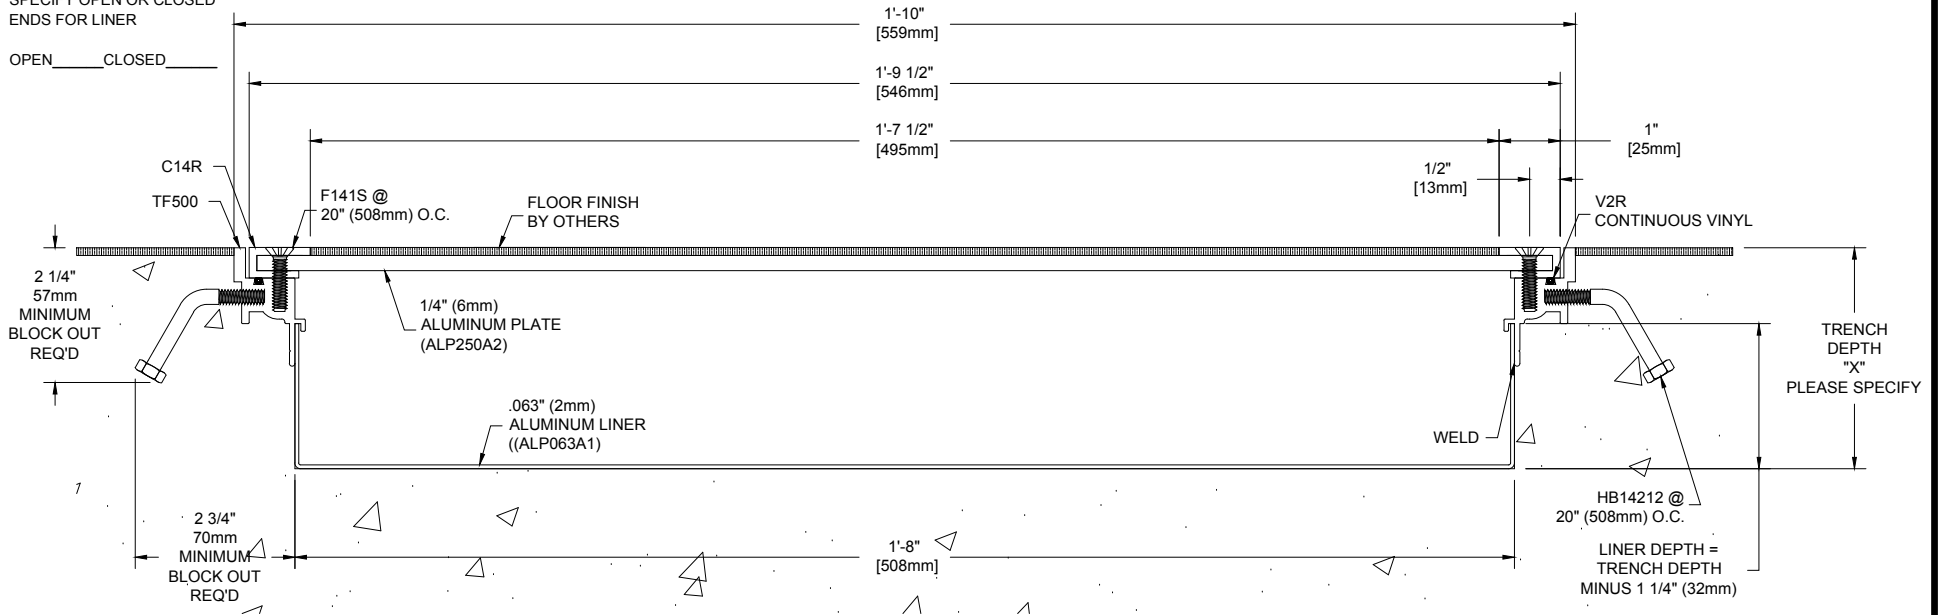 SPECIFY OPEN OR CLOSED
ENDS FOR LINER
OPEN______CLOSED______
1'-10"
[559mm]
1'-9 1/2"
[546mm]
1'-7 1/2"
[495mm]
1"
[25mm]
1/2"
[13mm]
C14R
TF500
F141S @
20" (508mm) O.C.
FLOOR FINISH
BY OTHERS
V2R
CONTINUOUS VINYL
2 1/4"
57mm
MINIMUM
BLOCK OUT
REQ'D
1/4" (6mm)
ALUMINUM PLATE
(ALP250A2)
TRENCH
DEPTH
"X"
PLEASE SPECIFY
.063" (2mm)
ALUMINUM LINER
((ALP063A1)
WELD
1
HB14212 @
20" (508mm) O.C.
2 3/4"
70mm
MINIMUM
BLOCK OUT
REQ'D
1'-8"
[508mm]
LINER DEPTH =
TRENCH DEPTH
MINUS 1 1/4" (32mm)